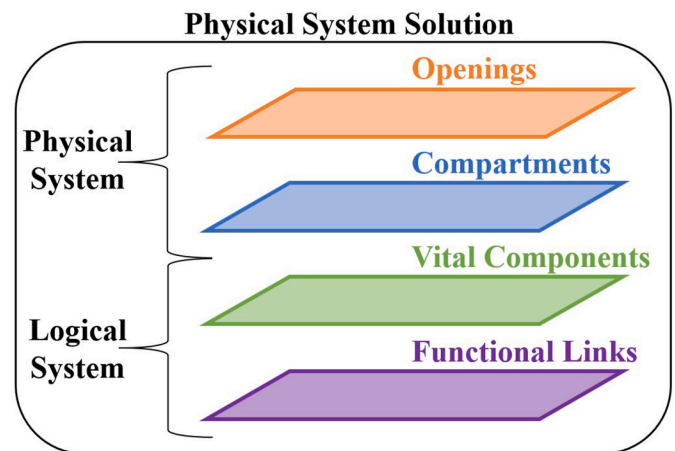 Physical System Solution
Openings
Physical
System
Compartments
Vital Components
Logical
System
Functional Links